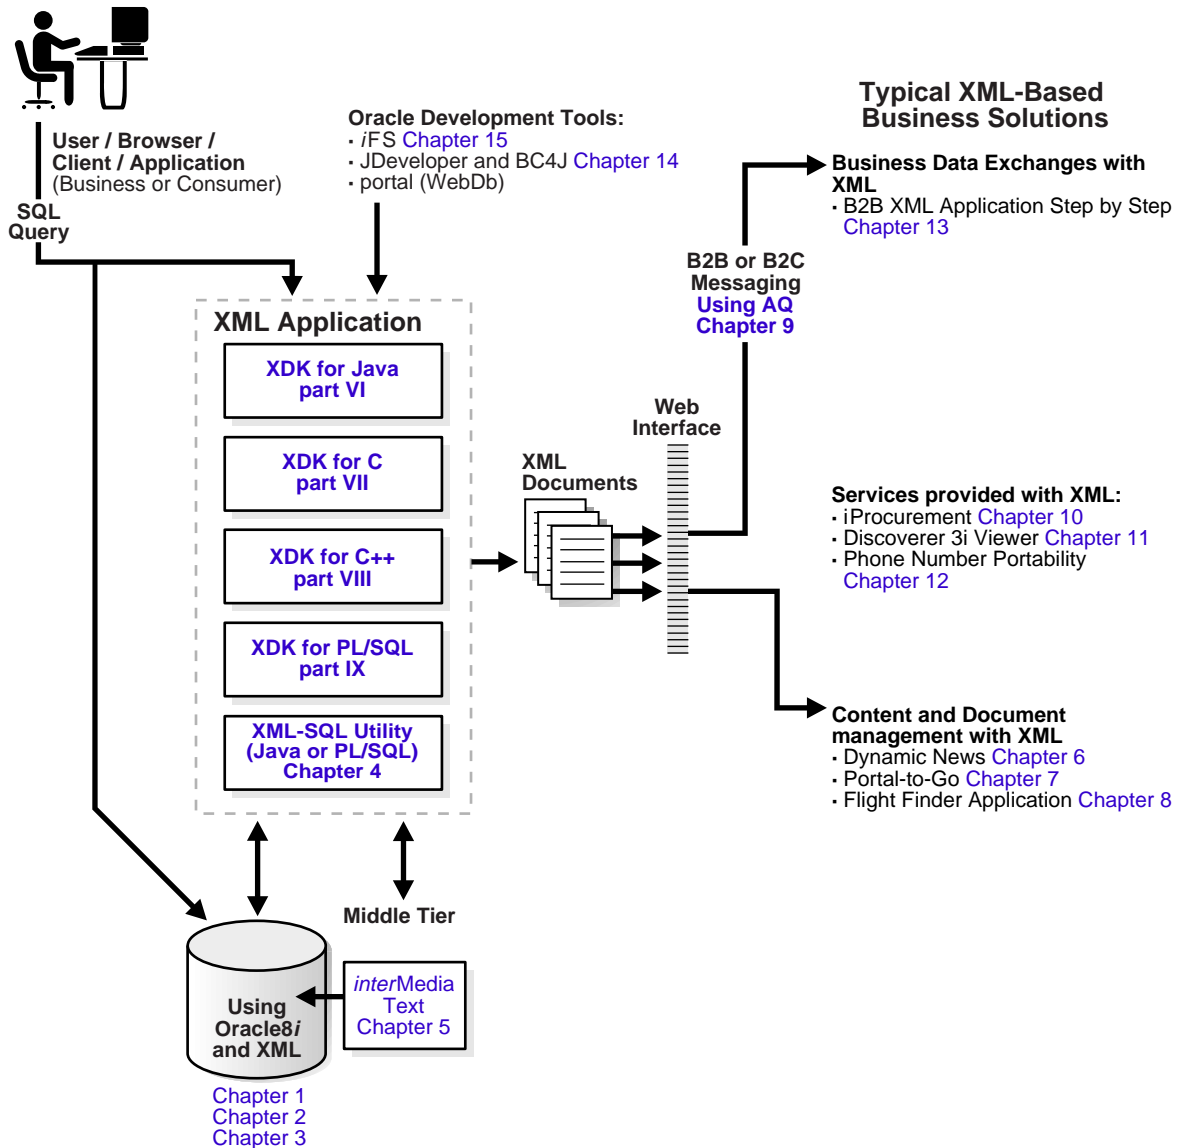 User / Browser /
Client / Application
(Business or Consumer)
SQL
Query
Oracle Development Tools:
· iFS Chapter 15
· JDeveloper and BC4J Chapter 14
· portal (WebDb)
Typical XML-Based
Business Solutions
Business Data Exchanges with
XML
· B2B XML Application Step by Step
Chapter 13
B2B or B2C
Messaging
Using AQ
Chapter 9
XML Application
XDK for Java
part VI
XDK for C
part VII
XDK for C++
part VIII
XDK for PL/SQL
part IX
XML-SQL Utility
(Java or PL/SQL)
Chapter 4
XML
Documents
Web
Interface
Services provided with XML:
· iProcurement Chapter 10
· Discoverer 3i Viewer Chapter 11
· Phone Number Portability
Chapter 12
Content and Document
management with XML
· Dynamic News Chapter 6
· Portal-to-Go Chapter 7
· Flight Finder Application Chapter 8
Middle Tier
Using
Oracle8i
and XML
interMedia
Text
Chapter 5
Chapter 1
Chapter 2
Chapter 3